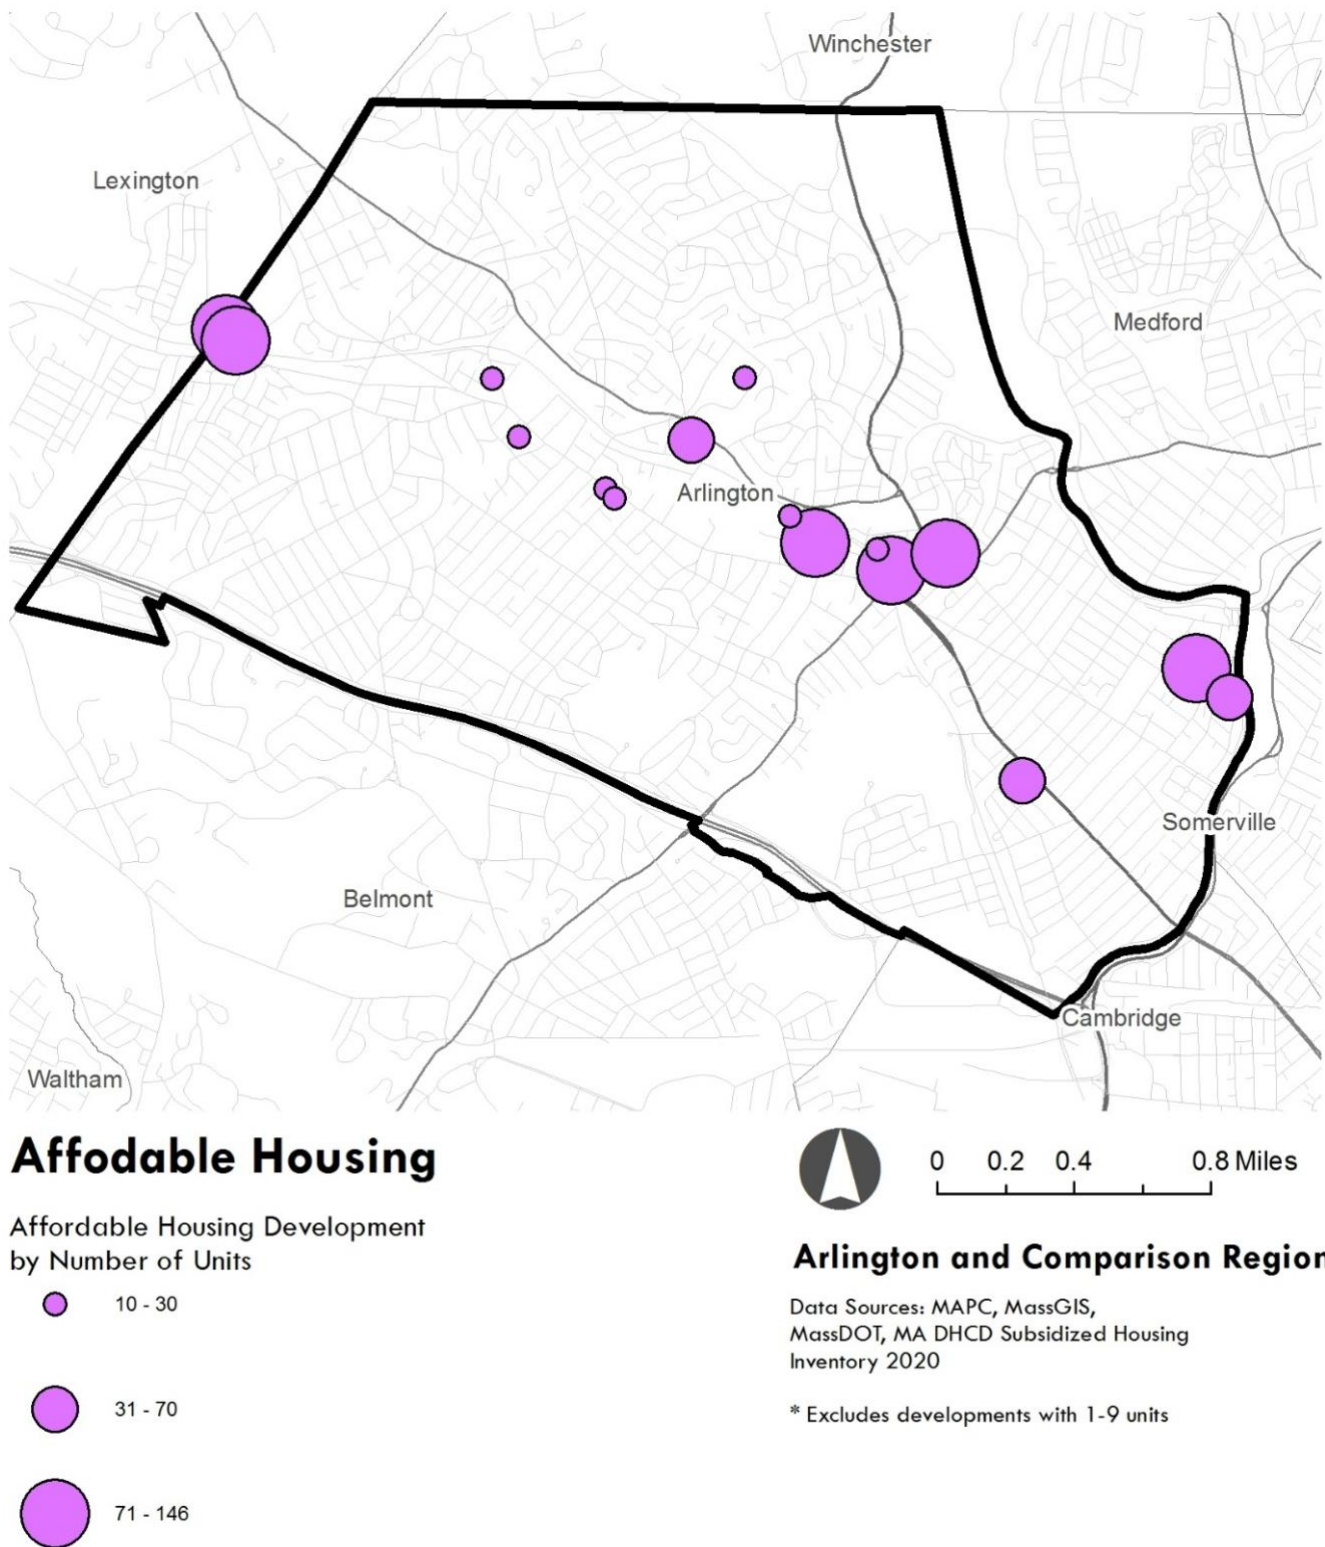 Winchester
Lexington
Medford
Arlington
Somerville
Belmont
Cambridge
Waltham
Affodable Housing
Affordable Housing Development
by Number of Units
10 - 30
31 - 70
71 - 146
0 0.2 0.4 0.8 Miles
Arlington and Comparison Region
Data Sources: MAPC, MassGIS,
MassDOT, MA DHCD Subsidized Housing
Inventory 2020
* Excludes developments with 1-9 units